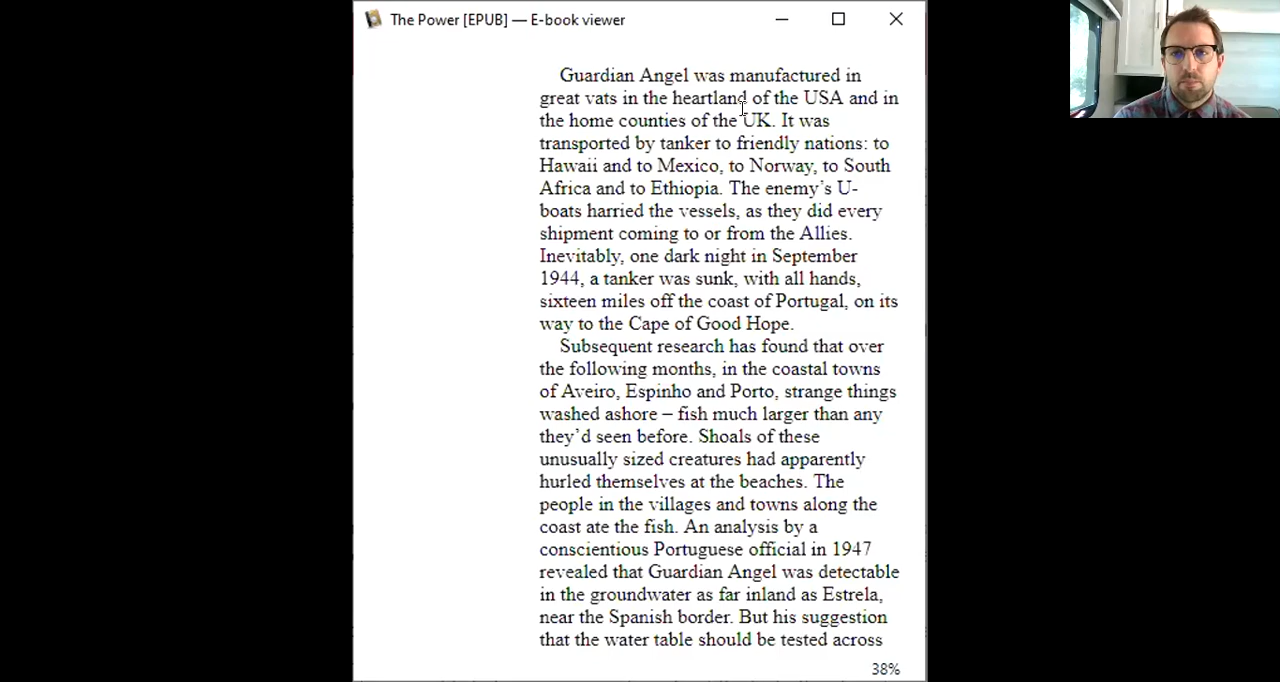 The Power [EPUB] — E-book viewer
Guardian Angel was manufactured in
great vats in the heartland of the USA and in
the home counties of the UK. It was
transported by tanker to friendly nations: to
Hawaii and to Mexico, to Norway, to South
Africa and to Ethiopia. The enemy’s U-
boats harried the vessels, as they did every
shipment coming to or from the Allies.
Inevitably, one dark night in September
1944, a tanker was sunk, with all hands,
sixteen miles off the coast of Portugal, on its
way to the Cape of Good Hope.
Subsequent research has found that over
the following months, in the coastal towns
of Aveiro, Espinho and Porto, strange things
washed ashore – fish much larger than any
they’d seen before. Shoals of these
unusually sized creatures had apparently
hurled themselves at the beaches. The
people in the villages and towns along the
coast ate the fish. An analysis by a
conscientious Portuguese official in 1947
revealed that Guardian Angel was detectable
in the groundwater as far inland as Estrela,
near the Spanish border. But his suggestion
that the water table should be tested across
38%